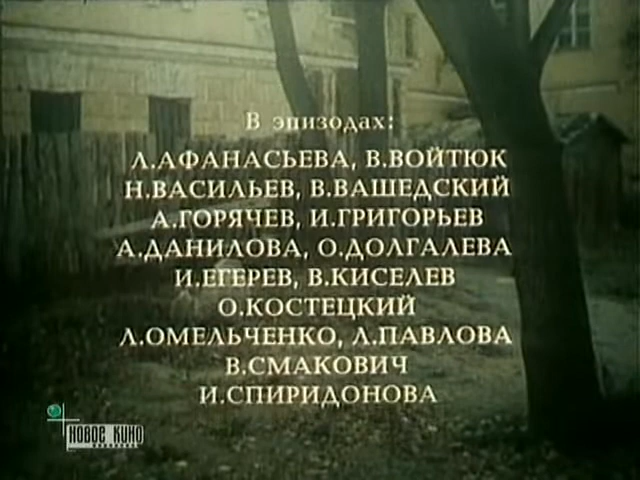 В эпизодах:
Л.АФАНАСЬЕВА, В.ВОЙТЮК
Н.ВАСИЛЬЕВ, В.ВАШЕДСКИЙ
А.ГОРЯЧЕВ, И.ГРИГОРЬЕВ
А.ДАНИЛОВА, О.ДОЛГАЛЕВА
И.ЕГЕРЕВ, В.КИСЕЛЕВ
О.КОСТЕЦКИЙ
Л.ОМЕЛЬЧЕНКО, Л.ПАВЛОВА
В.СМАКОВИЧ
И.СПИРИДОНОВА
НОВОЕ КИНО